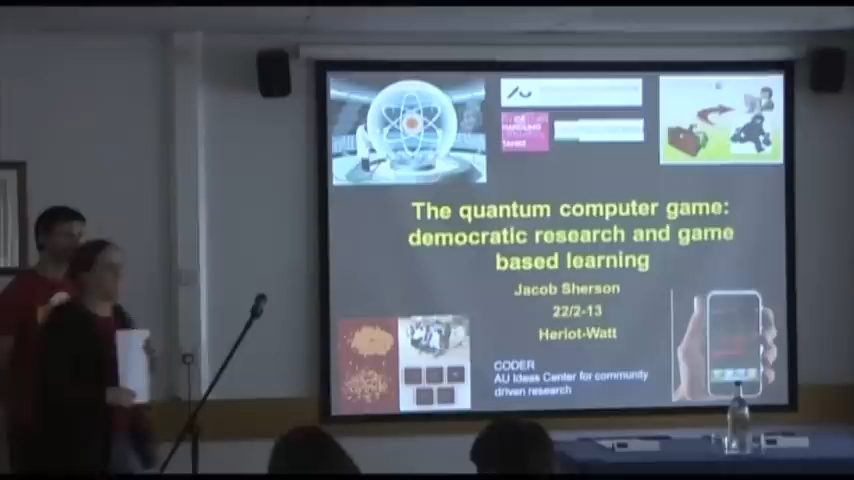 The quantum computer game:
democratic research and game
based learning
Jacob Sherson
22/2-13
Heriot-Watt
CODER
AU Ideas Center for community
driven research